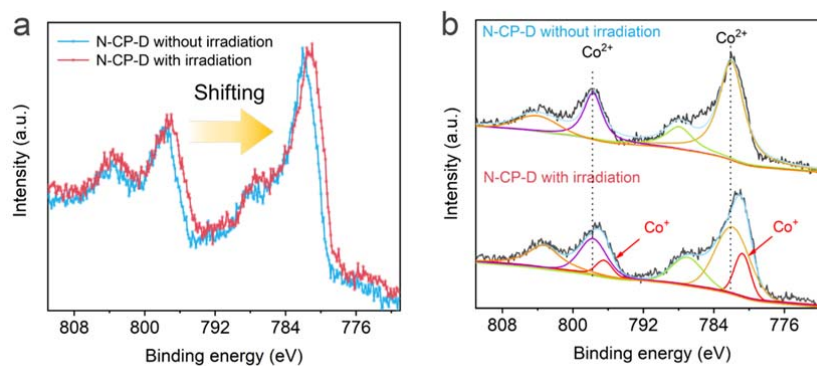 a
N-CP-D without irradiation
N-CP-D with irradiation
Shifting
Intensity (a.u.)
808 800 792 784 776
Binding energy (eV)
b
N-CP-D without irradiation
Co²⁺ Co²⁺
N-CP-D with irradiation
Co⁺ Co⁺
Intensity (a.u.)
808 800 792 784 776
Binding energy (eV)